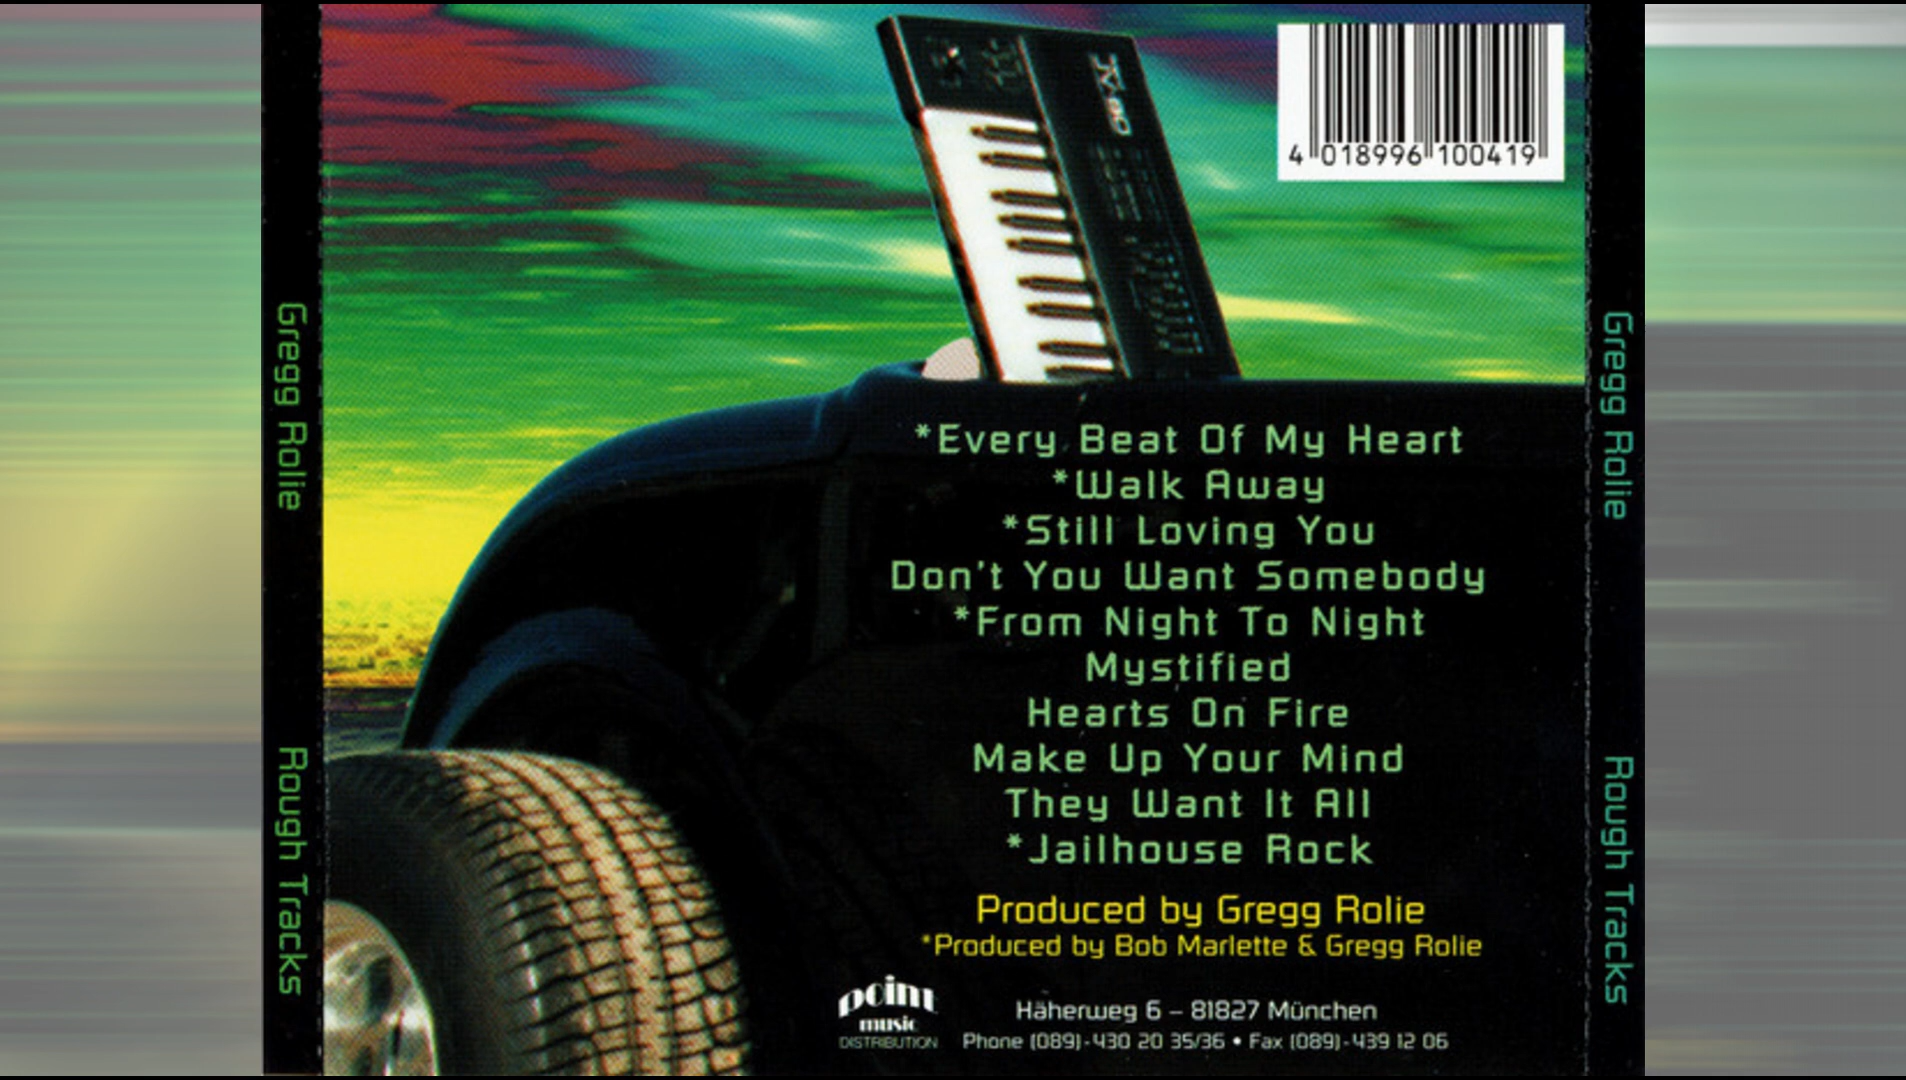 4 018996 100419
Gregg Rolie
Rough Tracks
*Every Beat Of My Heart
*Walk Away
*Still Loving You
Don't You Want Somebody
*From Night To Night
Mystified
Hearts On Fire
Make Up Your Mind
They Want It All
*Jailhouse Rock
Produced by Gregg Rolie
*Produced by Bob Marlette & Gregg Rolie
point
music
DISTRIBUTION
Häherweg 6 – 81827 München
Phone (089)-430 20 35/36 • Fax (089)-439 12 06
Gregg Rolie
Rough Tracks